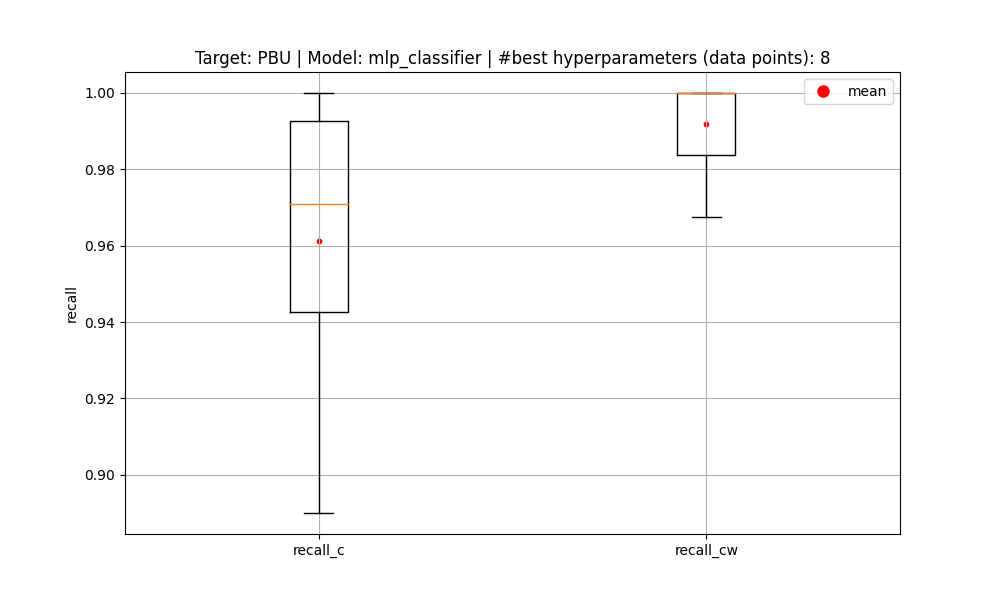 Target: PBU | Model: mlp_classifier | #best hyperparameters (data points): 8
mean
1.00
0.98
0.96
0.94
0.92
0.90
recall
recall_c
recall_cw